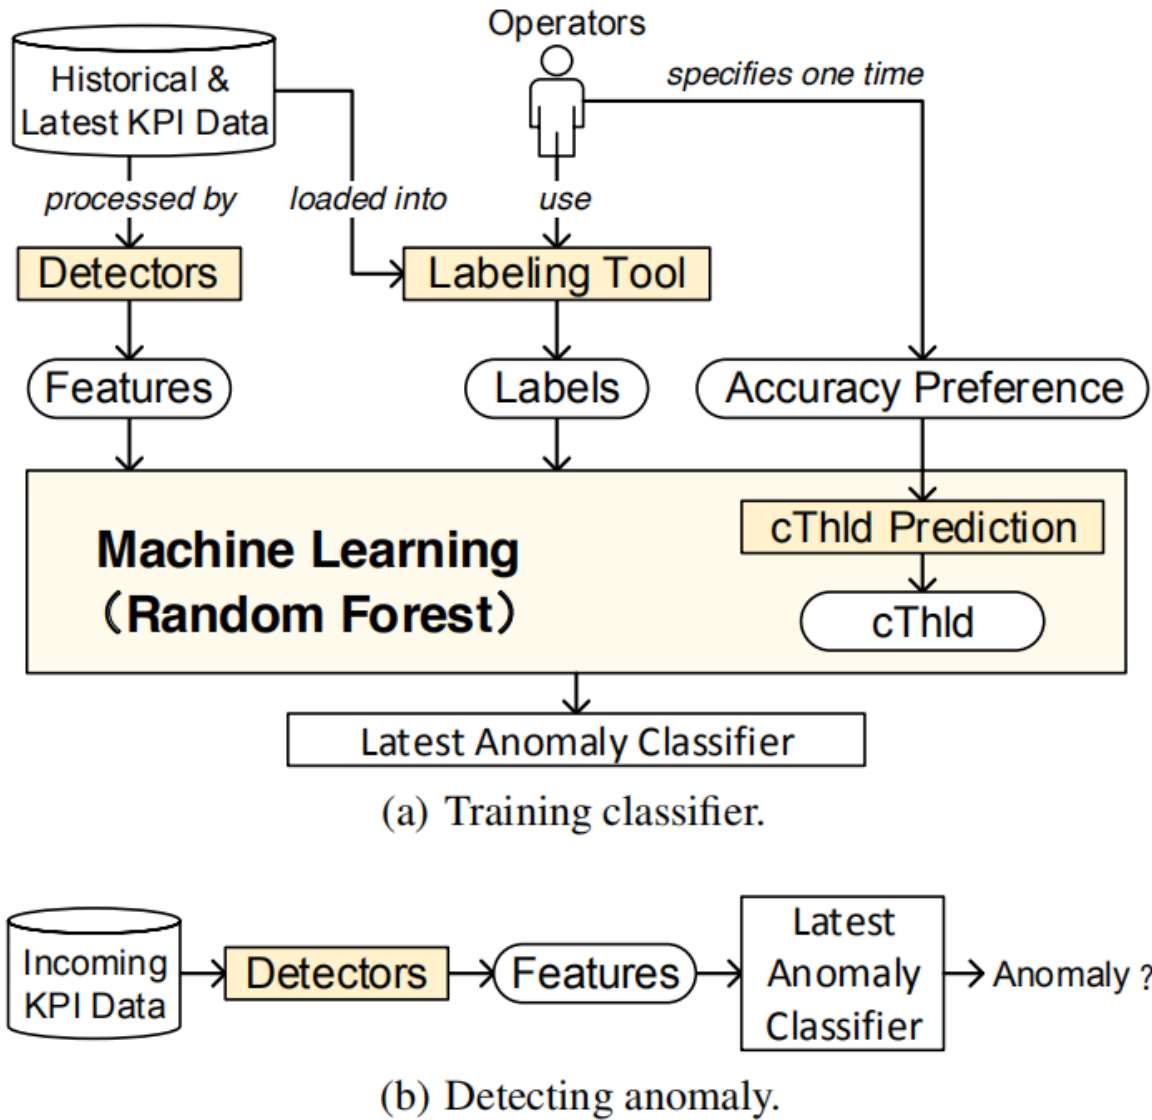 Operators
Historical &
Latest KPI Data
specifies one time
processed by
loaded into
use
Detectors
Labeling Tool
Features
Labels
Accuracy Preference
Machine Learning
（Random Forest）
cThld Prediction
cThld
Latest Anomaly Classifier
(a) Training classifier.
Incoming
KPI Data
Detectors
Features
Latest
Anomaly
Classifier
Anomaly ?
(b) Detecting anomaly.